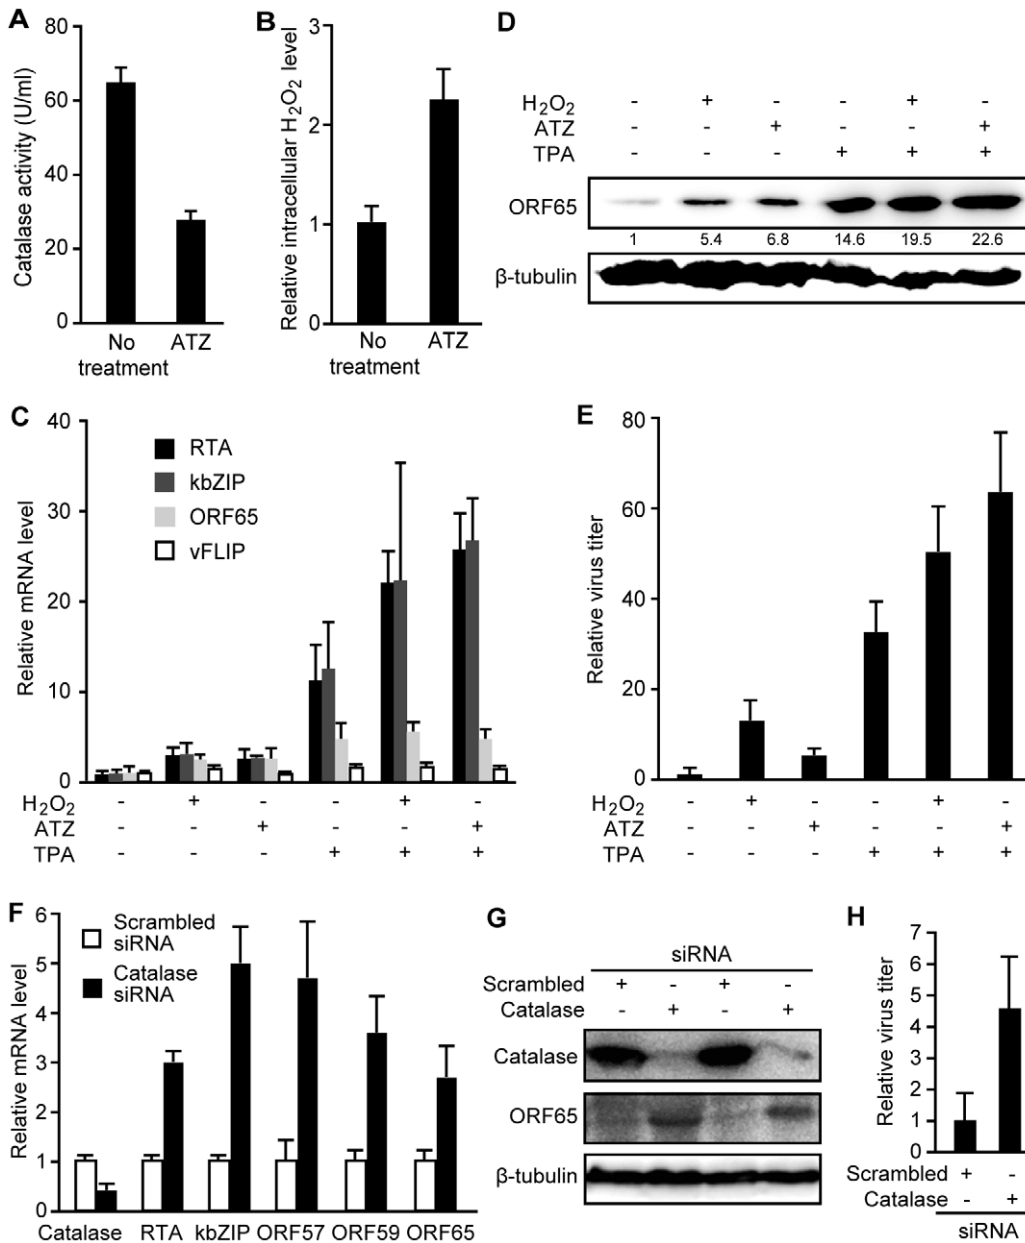 A
Catalase activity (U/ml)
80
60
40
20
0
No
treatment
ATZ
B
Relative intracellular H₂O₂ level
3
2
1
0
No
treatment
ATZ
D
H₂O₂ - + - - + -
ATZ - - + - - +
TPA - - - + + +
ORF65
1 5.4 6.8 14.6 19.5 22.6
β-tubulin
C
Relative mRNA level
40
30
20
10
0
RTA
kbZIP
ORF65
vFLIP
H₂O₂ - + - - + -
ATZ - - + - - +
TPA - - - + + +
E
Relative virus titer
80
60
40
20
0
H₂O₂ - + - - + -
ATZ - - + - - +
TPA - - - + + +
F
Relative mRNA level
6
5
4
3
2
1
0
Scrambled
siRNA
Catalase
siRNA
Catalase RTA kbZIP ORF57 ORF59 ORF65
G
siRNA
Scrambled + - + -
Catalase - + - +
Catalase
ORF65
β-tubulin
H
Relative virus titer
7
6
5
4
3
2
1
0
Scrambled + -
Catalase - +
siRNA